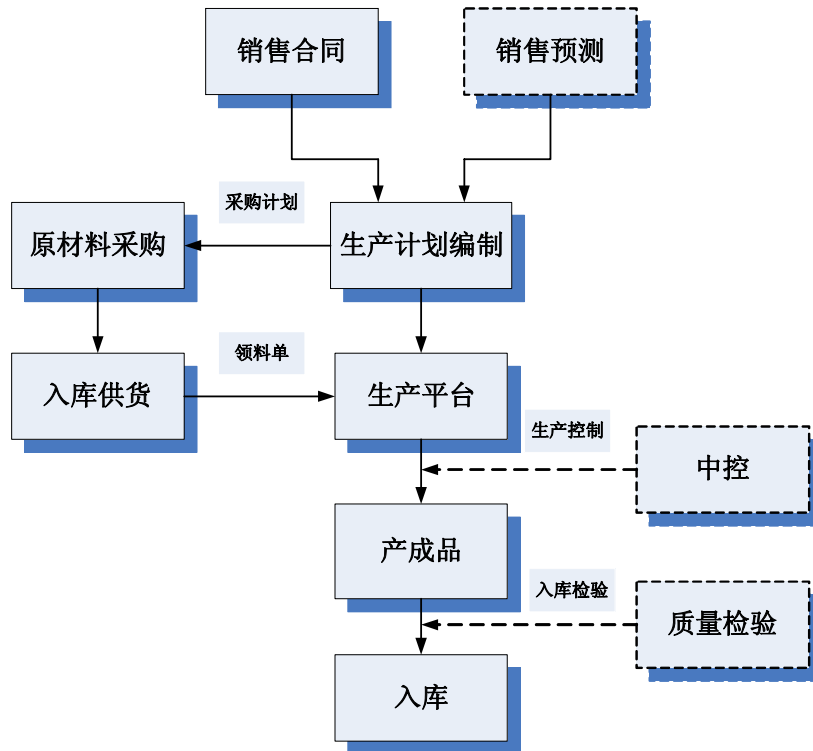 销售合同
销售预测
采购计划
原材料采购
生产计划编制
领料单
入库供货
生产平台
生产控制
中控
产成品
入库检验
质量检验
入库